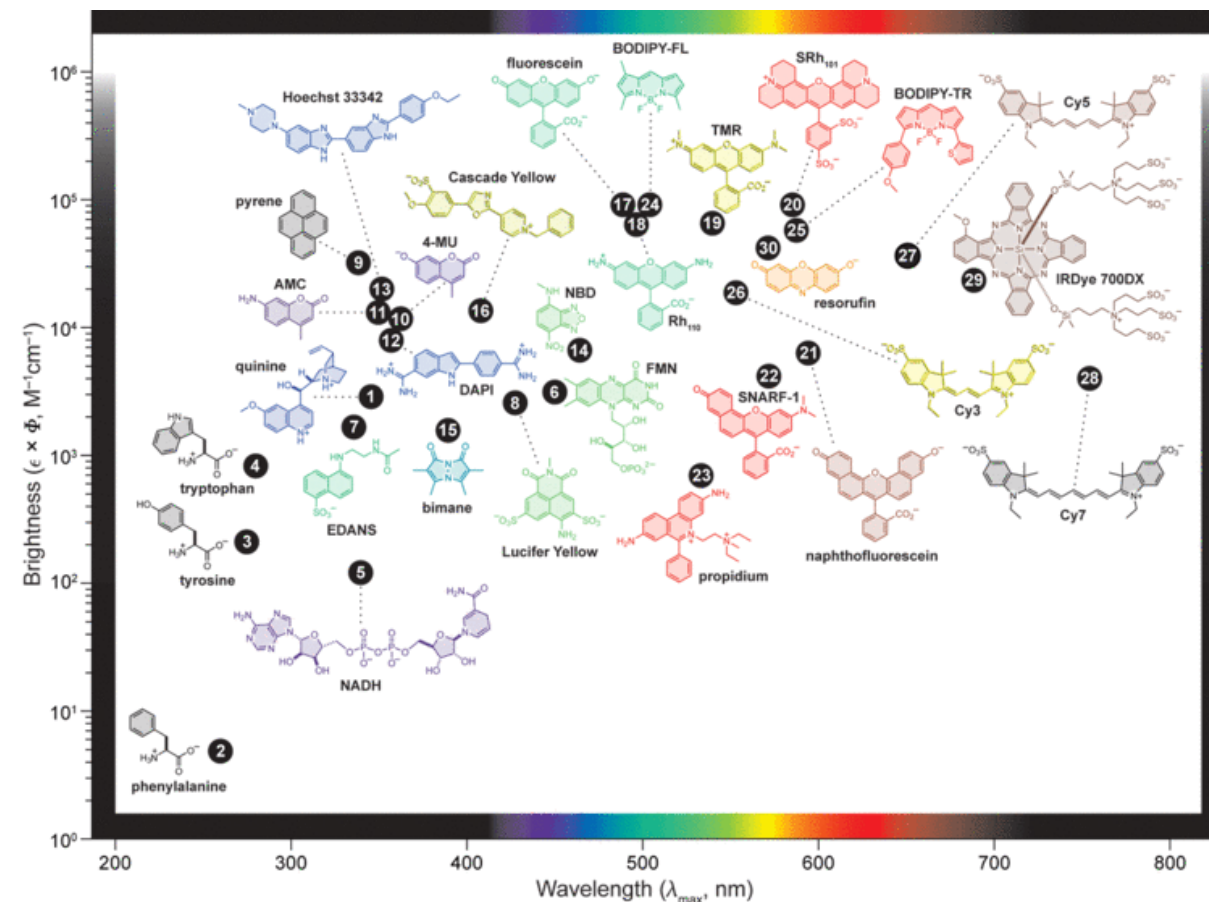 Brightness (ϵ × Φ, M⁻¹cm⁻¹)
10⁶
10⁵
10⁴
10³
10²
10¹
10⁰
fluorescein
BODIPY-FL
SRh₁₀₁
BODIPY-TR
Cy5
Hoechst 33342
TMR
Cascade Yellow
pyrene
4-MU
AMC
NBD
Rh₁₁₀
resorufin
IRDye 700DX
quinine
DAPI
FMN
SNARF-1
Cy3
tryptophan
EDANS
bimane
Lucifer Yellow
propidium
naphthofluorescein
Cy7
tyrosine
NADH
phenylalanine
17
24
18
19
20
25
30
27
29
26
9
13
11
10
16
12
14
21
28
1
8
6
22
7
15
4
23
3
5
2
200
300
400
500
600
700
800
Wavelength (λmax, nm)